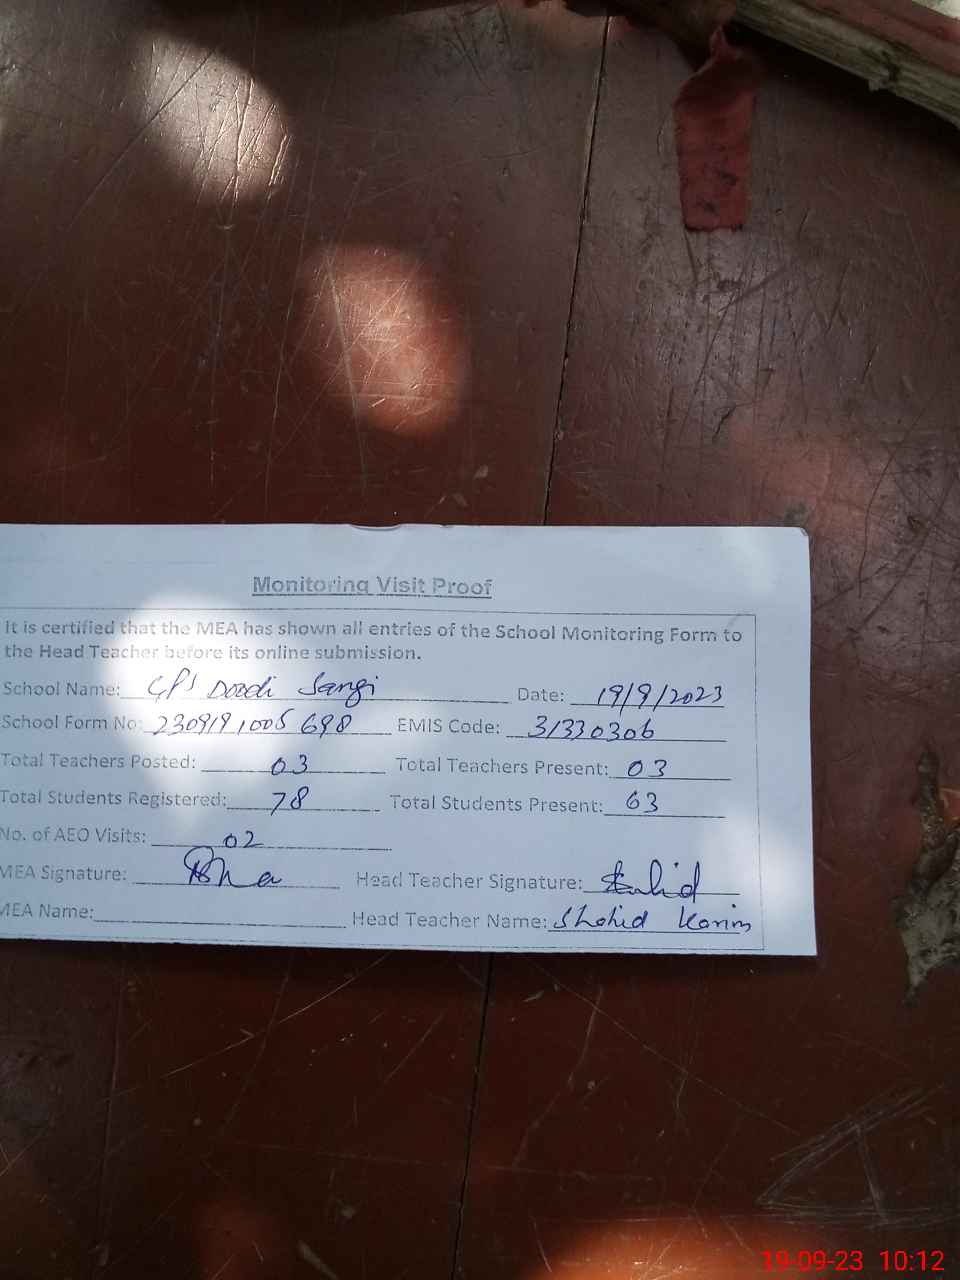 Monitoring Visit Proof
It is certified that the MEA has shown all entries of the School Monitoring Form to
the Head Teacher before its online submission.
School Name: GPS Doodi Sangi Date: 19/9/2023
School Form No: 230919 1005 698 EMIS Code: 31330306
Total Teachers Posted: 03 Total Teachers Present: 03
Total Students Registered: 78 Total Students Present: 63
No. of AEO Visits: 02
MEA Signature: Head Teacher Signature: Shahid
MEA Name: Head Teacher Name: Shahid Karim
19-09-23 10:12